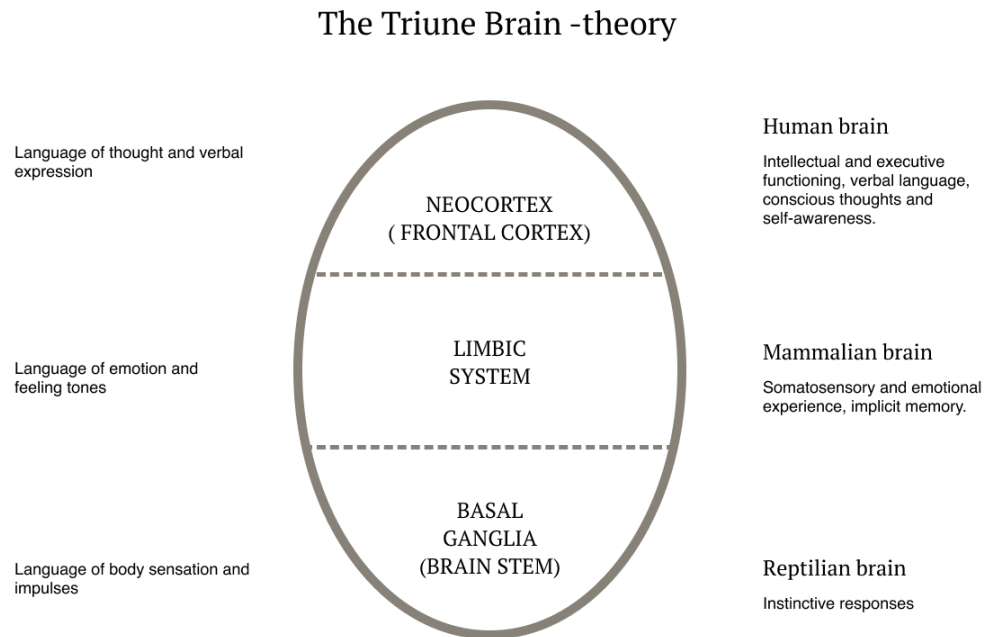 The Triune Brain -theory
Language of thought and verbal
expression
NEOCORTEX
( FRONTAL CORTEX)
Human brain
Intellectual and executive
functioning, verbal language,
conscious thoughts and
self-awareness.
Language of emotion and
feeling tones
LIMBIC
SYSTEM
Mammalian brain
Somatosensory and emotional
experience, implicit memory.
Language of body sensation and
impulses
BASAL
GANGLIA
(BRAIN STEM)
Reptilian brain
Instinctive responses